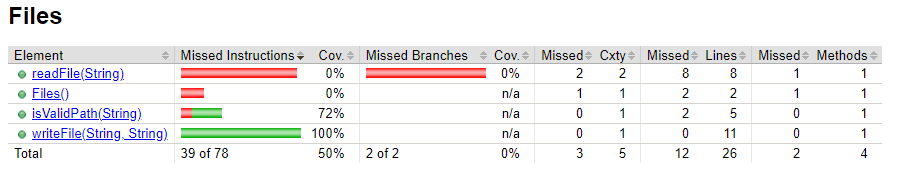 Files
Element Missed Instructions Cov. Missed Branches Cov. Missed Cxty Missed Lines Missed Methods
readFile(String) 0% 0% 2 2 8 8 1 1
Files() 0% n/a 1 1 2 2 1 1
isValidPath(String) 72% n/a 0 1 2 5 0 1
writeFile(String, String) 100% n/a 0 1 0 11 0 1
Total 39 of 78 50% 2 of 2 0% 3 5 12 26 2 4